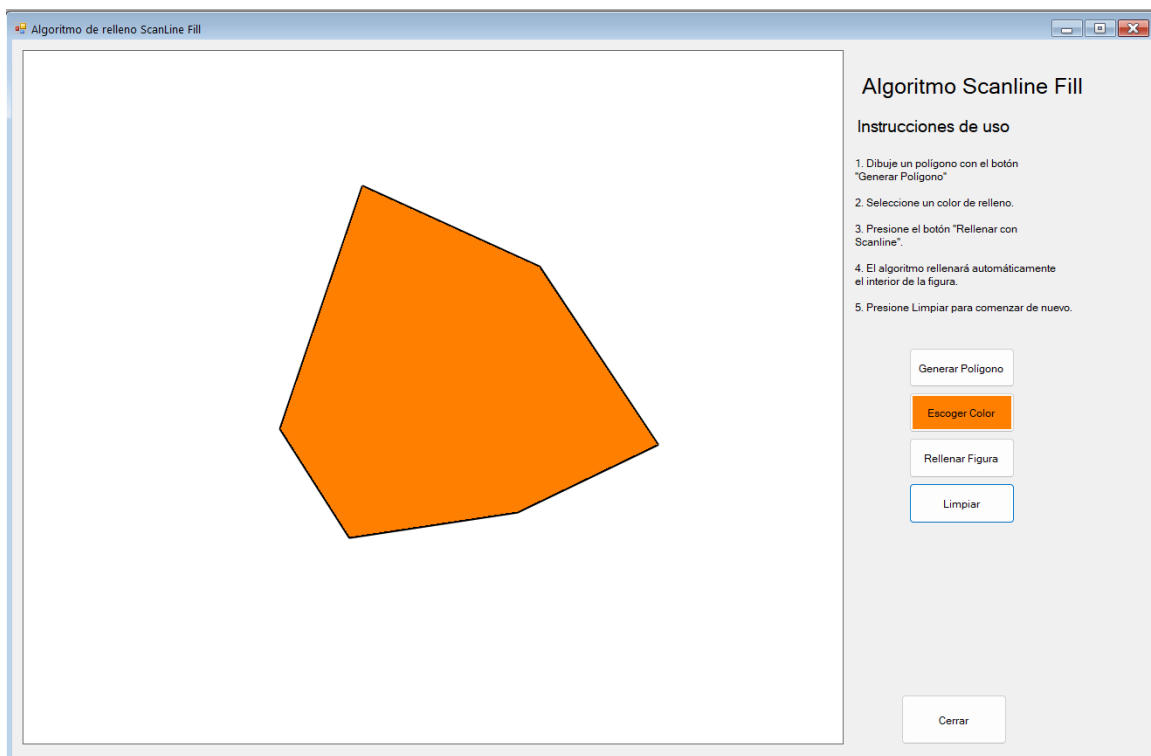 Algoritmo de relleno ScanLine Fill
Algoritmo Scanline Fill
Instrucciones de uso
1. Dibuje un polígono con el botón
"Generar Polígono"
2. Seleccione un color de relleno.
3. Presione el botón "Rellenar con
Scanline".
4. El algoritmo rellenará automáticamente
el interior de la figura.
5. Presione Limpiar para comenzar de nuevo.
Generar Polígono
Escoger Color
Rellenar Figura
Limpiar
Cerrar